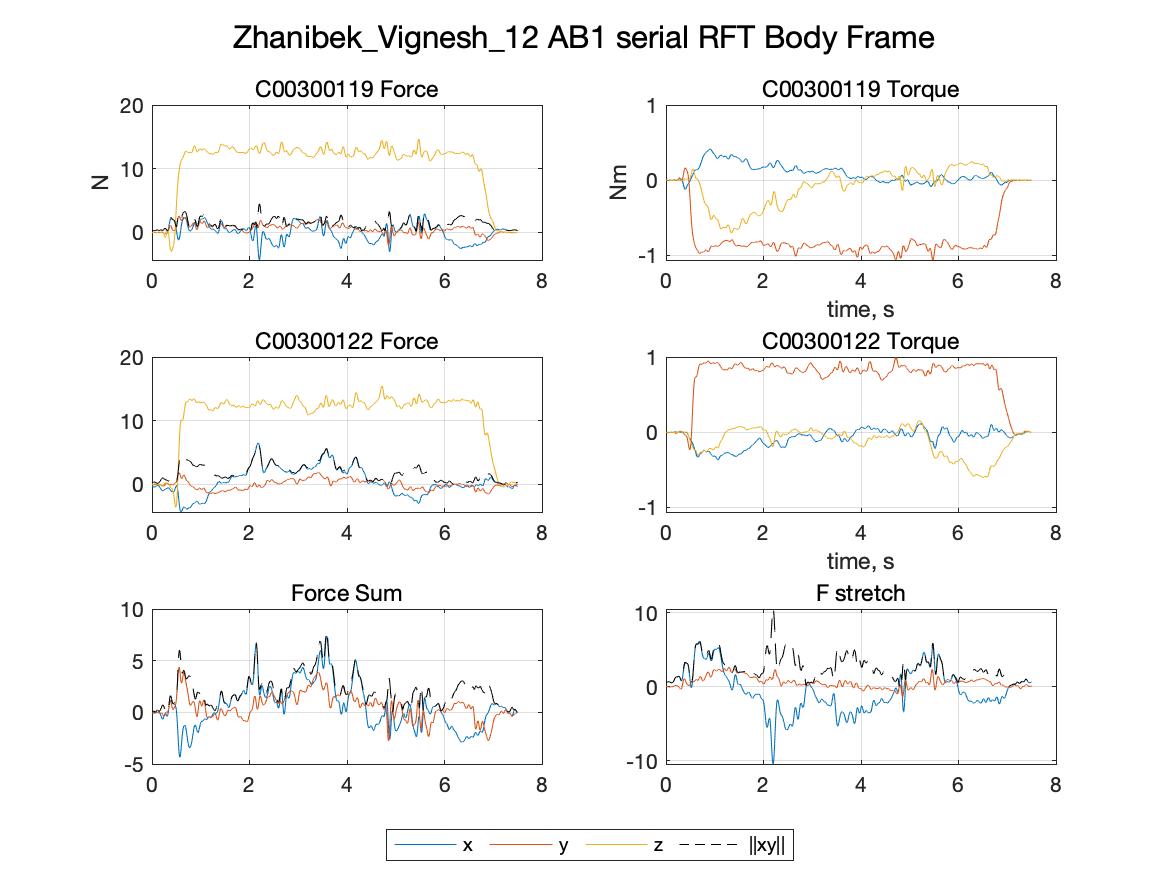 Zhanibek_Vignesh_12 AB1 serial RFT Body Frame
C00300119 Force
20
10
0
N
0 2 4 6 8
C00300119 Torque
1
0
-1
Nm
0 2 4 6 8
time, s
C00300122 Force
20
10
0
0 2 4 6 8
C00300122 Torque
1
0
-1
0 2 4 6 8
time, s
Force Sum
10
5
0
-5
0 2 4 6 8
F stretch
10
0
-10
0 2 4 6 8
x y z ||xy||